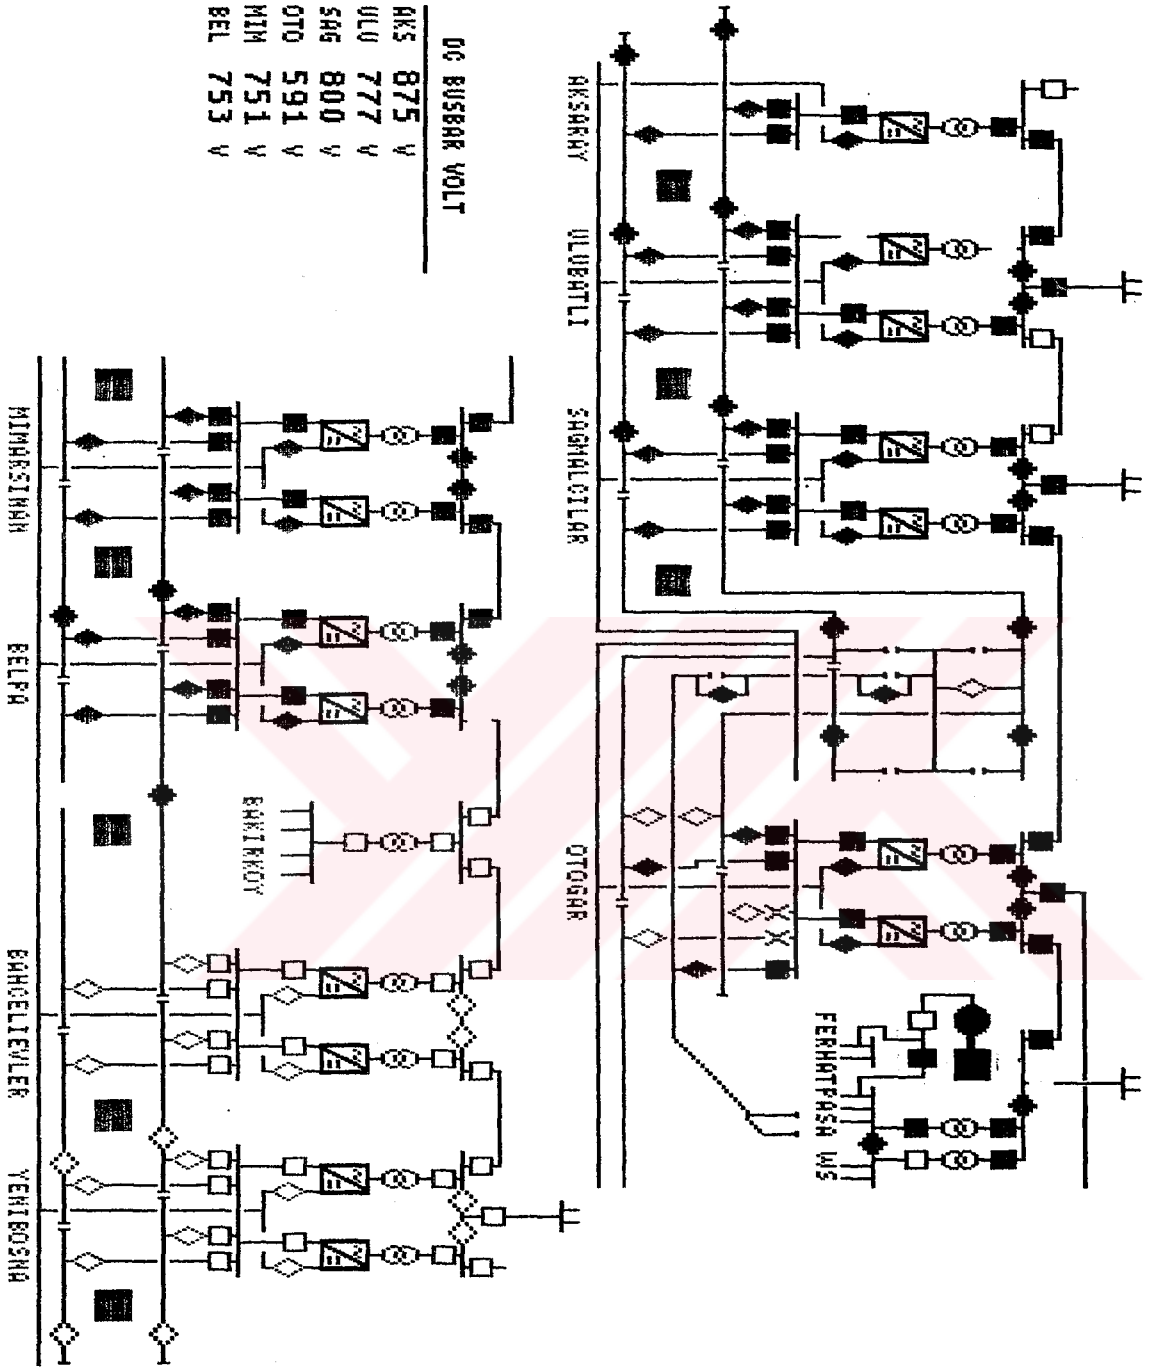 FERHATPASA WS
AKSARAY
ULUBATLI
SAGMALCILAR
OTOGAR
DC BUSBAR VOLT
AKS 875 V
ULU 777 V
SAG 800 V
OTO 591 V
MIM 751 V
BEL 753 V
BAKIRKOY
MIMARSINAN
BELPA
BAHCELIEVLER
YENIBOSNA